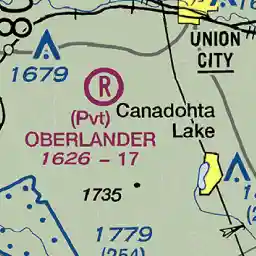 UNION
CITY
1679
R
(Pvt)
Canadohta
Lake
OBERLANDER
1626 - 17
1735
1779
(254)